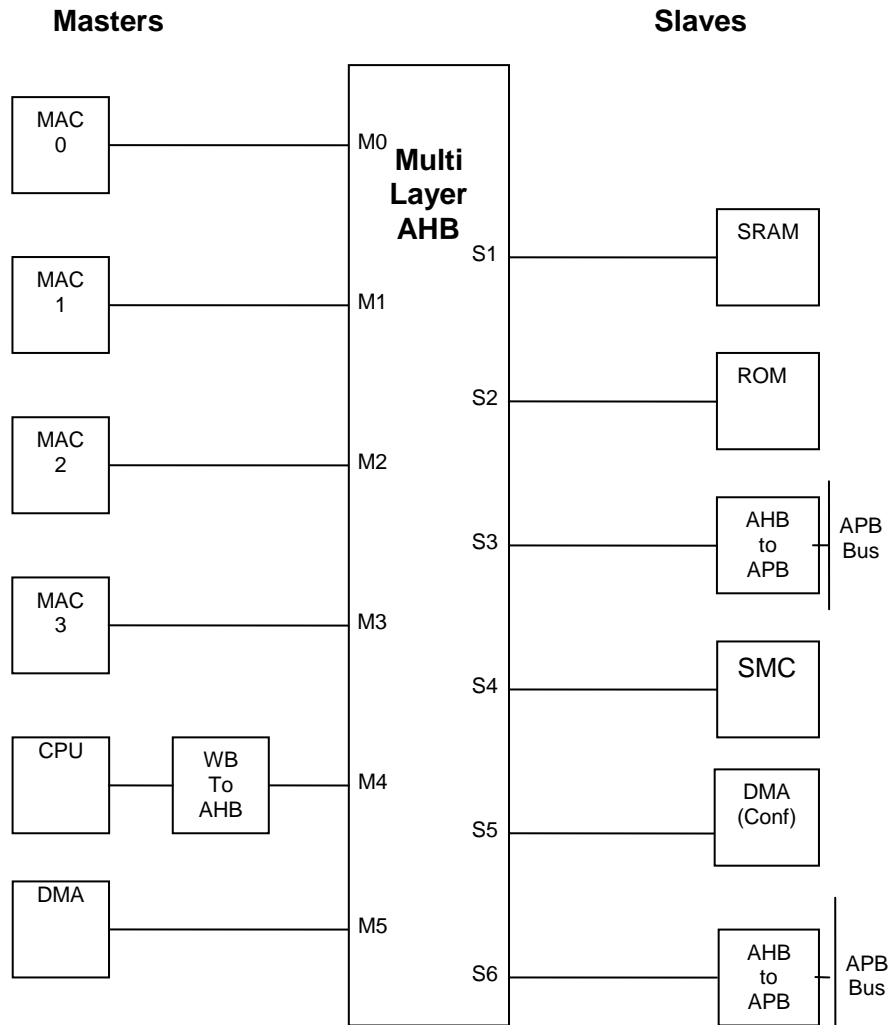 Masters
Slaves
MAC
0
M0
Multi
Layer
AHB
SRAM
S1
MAC
1
M1
ROM
S2
MAC
2
M2
AHB
to
APB
S3
APB
Bus
MAC
3
M3
SMC
S4
CPU
WB
To
AHB
M4
DMA
(Conf)
S5
DMA
M5
AHB
to
APB
S6
APB
Bus